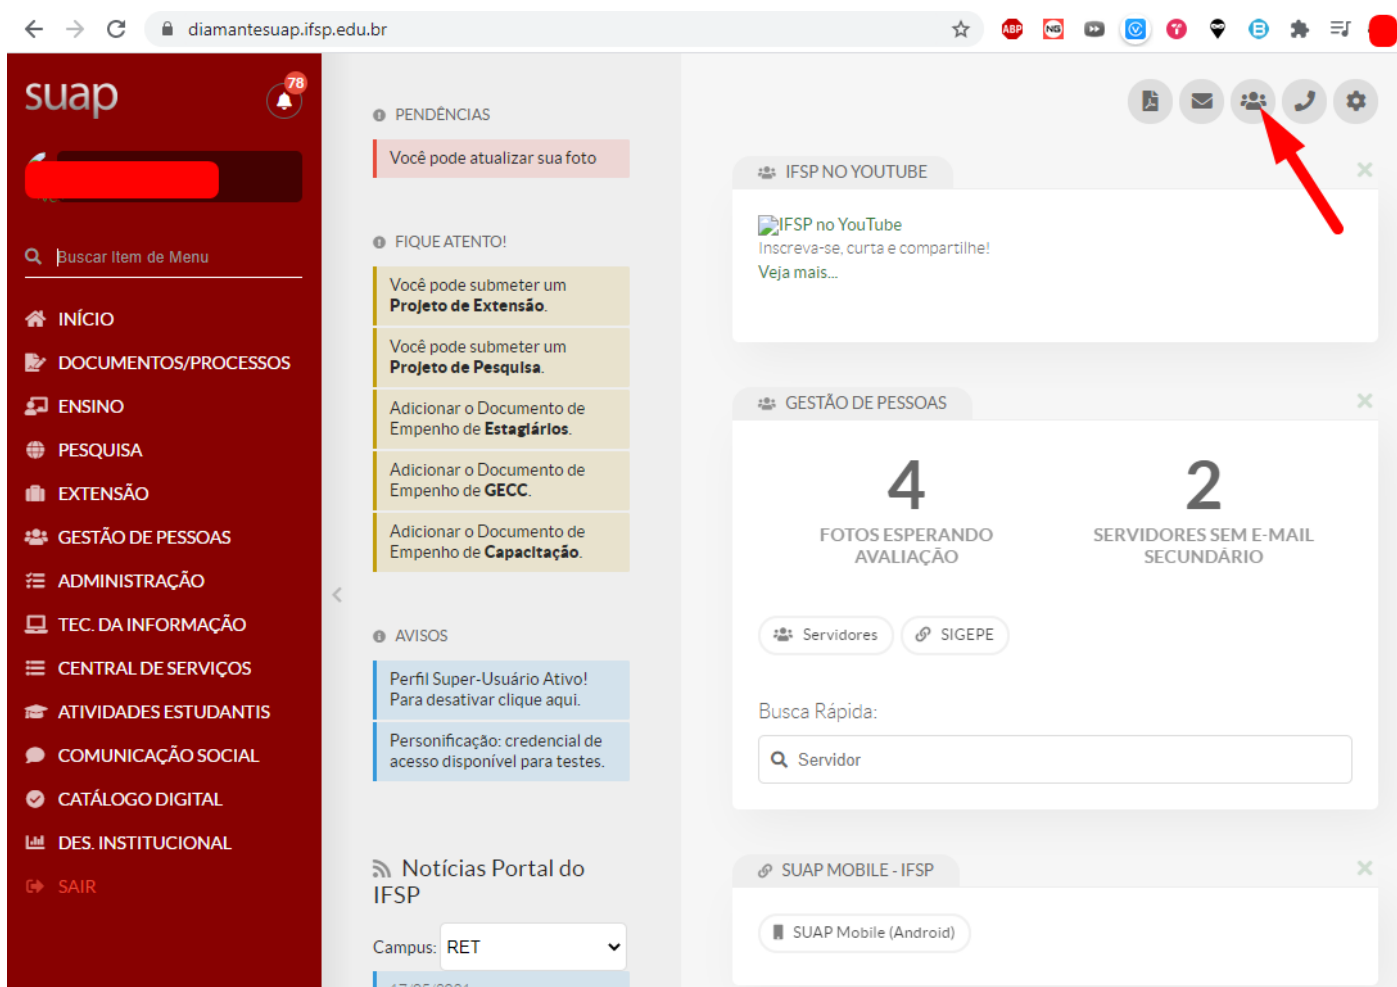 diamantesuap.ifsp.edu.br
ABP
NG
suap
78
Buscar Item de Menu
INÍCIO
DOCUMENTOS/PROCESSOS
ENSINO
PESQUISA
EXTENSÃO
GESTÃO DE PESSOAS
ADMINISTRAÇÃO
TEC. DA INFORMAÇÃO
CENTRAL DE SERVIÇOS
ATIVIDADES ESTUDANTIS
COMUNICAÇÃO SOCIAL
CATÁLOGO DIGITAL
DES. INSTITUCIONAL
SAIR
PENDÊNCIAS
Você pode atualizar sua foto
FIQUE ATENTO!
Você pode submeter um
Projeto de Extensão.
Você pode submeter um
Projeto de Pesquisa.
Adicionar o Documento de
Empenho de Estagiários.
Adicionar o Documento de
Empenho de GECC.
Adicionar o Documento de
Empenho de Capacitação.
AVISOS
Perfil Super-Usuário Ativo!
Para desativar clique aqui.
Personificação: credencial de
acesso disponível para testes.
Notícias Portal do
IFSP
Campus: RET
IFSP NO YOUTUBE
IFSP no YouTube
Inscreva-se, curta e compartilhe!
Veja mais...
GESTÃO DE PESSOAS
4
FOTOS ESPERANDO
AVALIAÇÃO
2
SERVIDORES SEM E-MAIL
SECUNDÁRIO
Servidores
SIGEPE
Busca Rápida:
Servidor
SUAP MOBILE - IFSP
SUAP Mobile (Android)